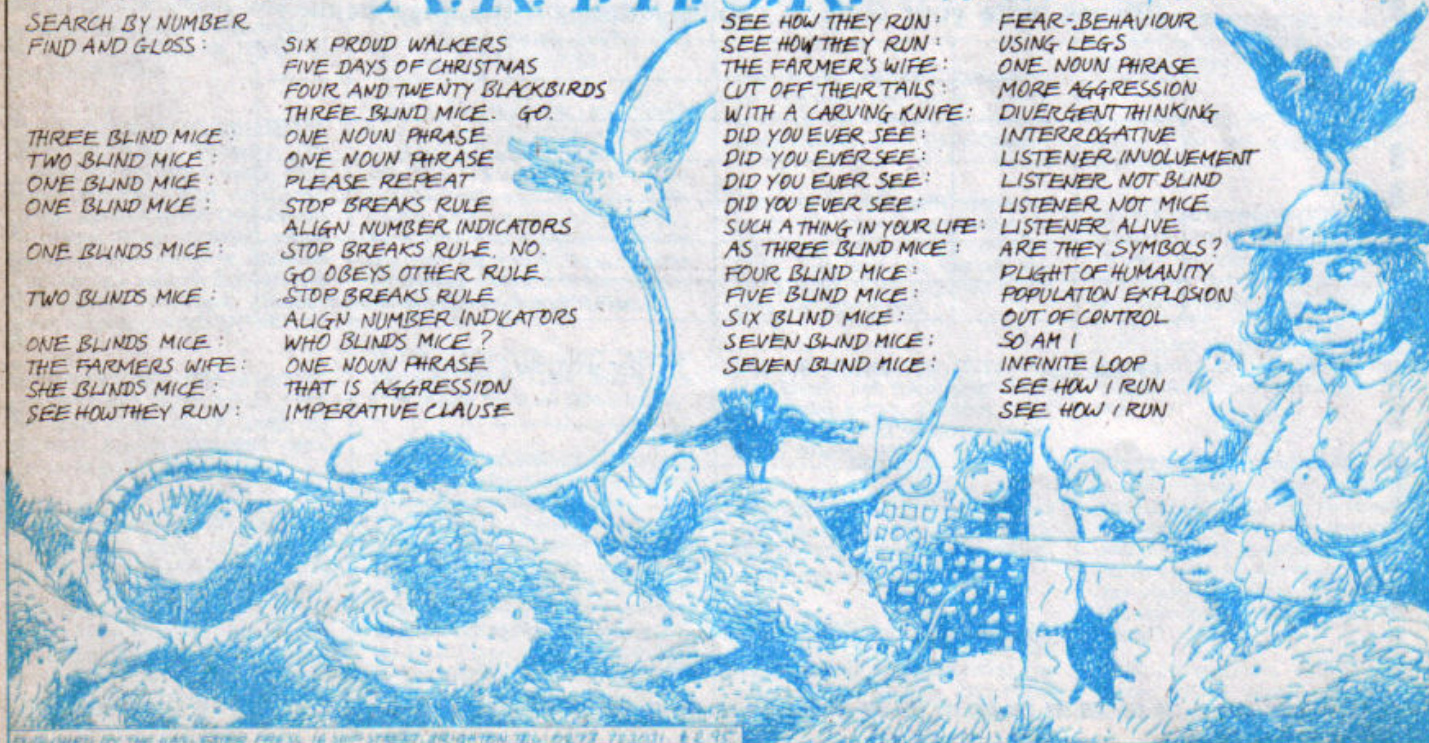 SEARCH BY NUMBER
FIND AND GLOSS: SIX PROUD WALKERS
FIVE DAYS OF CHRISTMAS
FOUR AND TWENTY BLACKBIRDS
THREE BLIND MICE. GO.
THREE BLIND MICE: ONE NOUN PHRASE
TWO BLIND MICE: ONE NOUN PHRASE
ONE BLIND MICE: PLEASE REPEAT
ONE BLIND MICE: STOP BREAKS RULE
ALIGN NUMBER INDICATORS
ONE BLINDS MICE: STOP BREAKS RULE. NO.
GO OBEYS OTHER RULE
TWO BLINDS MICE: STOP BREAKS RULE
ALIGN NUMBER INDICATORS
ONE BLINDS MICE: WHO BLINDS MICE?
THE FARMERS WIFE: ONE NOUN PHRASE
SHE BLINDS MICE: THAT IS AGGRESSION
SEE HOW THEY RUN: IMPERATIVE CLAUSE
SEE HOW THEY RUN: FEAR-BEHAVIOUR
SEE HOW THEY RUN: USING LEGS
THE FARMER'S WIFE: ONE NOUN PHRASE
CUT OFF THEIR TAILS: MORE AGGRESSION
WITH A CARVING KNIFE: DIVERGENT THINKING
DID YOU EVER SEE: INTERROGATIVE
DID YOU EVER SEE: LISTENER INVOLVEMENT
DID YOU EVER SEE: LISTENER NOT BLIND
DID YOU EVER SEE: LISTENER NOT MICE
SUCH A THING IN YOUR LIFE: LISTENER ALIVE
AS THREE BLIND MICE: ARE THEY SYMBOLS?
FOUR BLIND MICE: PLIGHT OF HUMANITY
FIVE BLIND MICE: POPULATION EXPLOSION
SIX BLIND MICE: OUT OF CONTROL
SEVEN BLIND MICE: SO AM I
SEVEN BLIND MICE: INFINITE LOOP
SEE HOW I RUN
SEE HOW I RUN